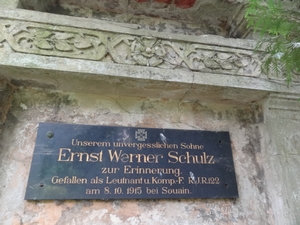 Unserem unvergesslichen Sohne
Ernst Werner Schulz
zur Erinnerung.
Gefallen als Leutnant u. Komp.-F. R.I.R. 122
am 8. 10. 1915 bei Souain.